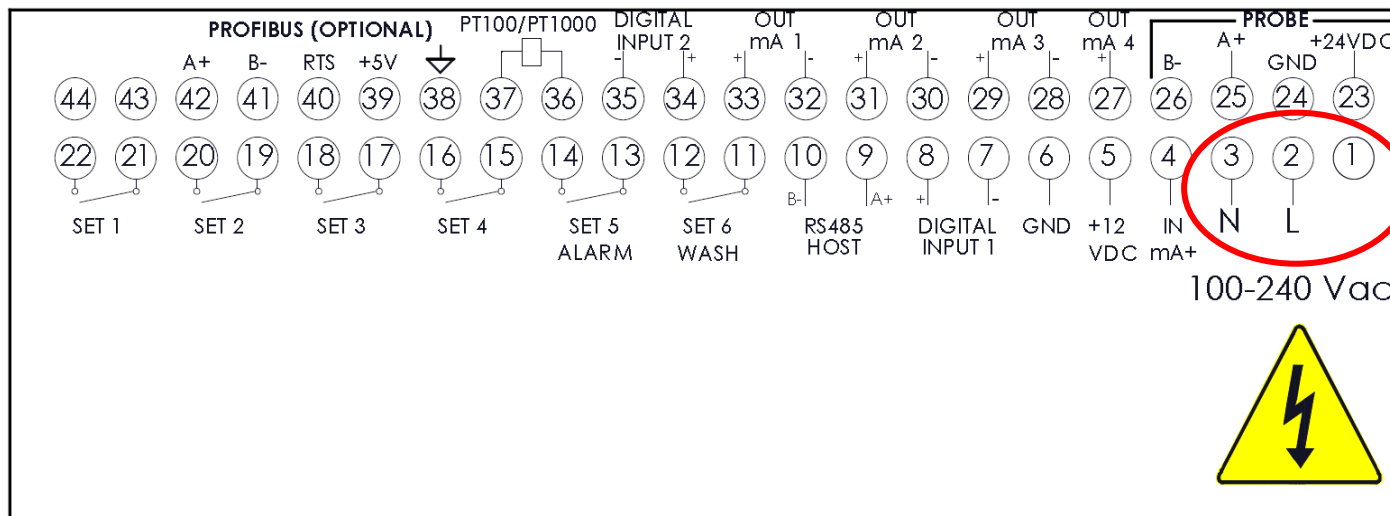 PROFIBUS (OPTIONAL) PT100/PT1000 DIGITAL INPUT 2 OUT mA 1 OUT mA 2 OUT mA 3 OUT mA 4 PROBE
A+ B- RTS +5V - + + - + - + - + B- A+ GND +24VDC
44 43 42 41 40 39 38 37 36 35 34 33 32 31 30 29 28 27 26 25 24 23
22 21 20 19 18 17 16 15 14 13 12 11 10 9 8 7 6 5 4 3 2 1
B- A+ + -
SET 1 SET 2 SET 3 SET 4 SET 5 ALARM SET 6 WASH RS485 HOST DIGITAL INPUT 1 GND +12 VDC IN mA+ N L
100-240 Vac